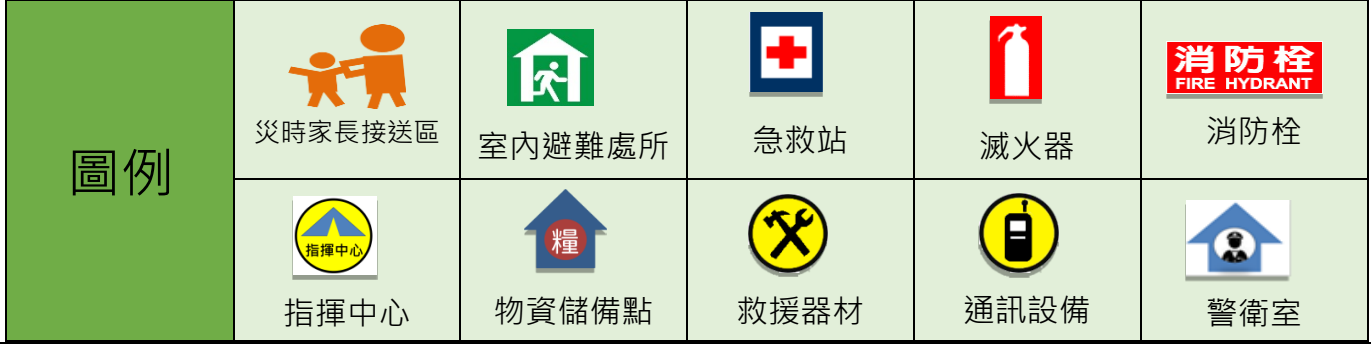 圖例
災時家長接送區
室內避難處所
急救站
滅火器
消防栓
FIRE HYDRANT
消防栓
指揮中心
指揮中心
糧
物資儲備點
救援器材
通訊設備
警衛室